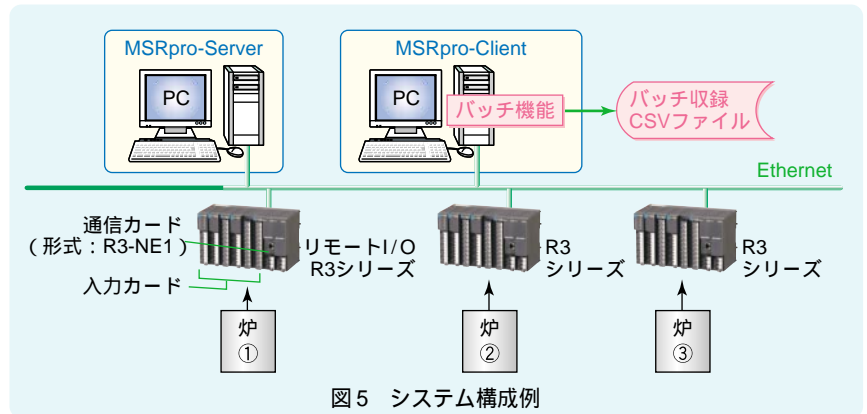 MSRpro-Server
PC
MSRpro-Client
PC
バッチ機能
バッチ収録
CSVファイル
Ethernet
通信カード
(形式:R3-NE1)
入力カード
リモートI/O
R3シリーズ
R3
シリーズ
R3
シリーズ
炉
①
炉
②
炉
③
図5 システム構成例